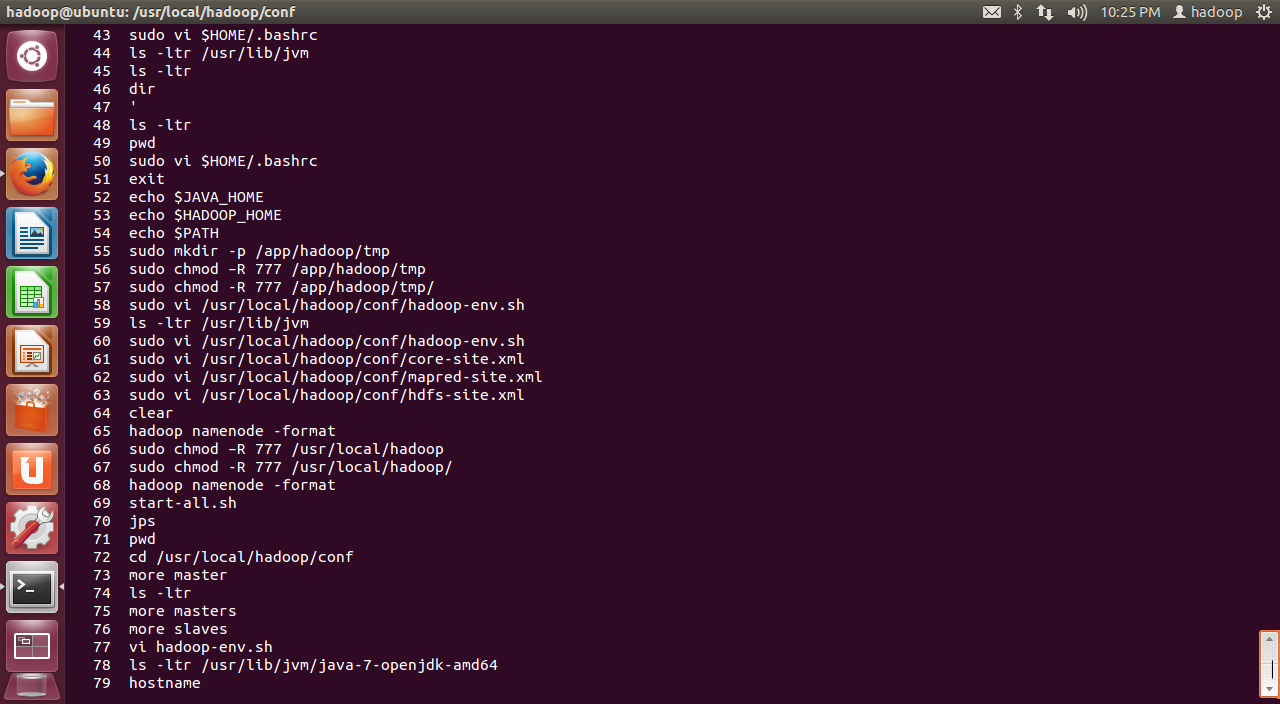 hadoop@ubuntu: /usr/local/hadoop/conf 10:25 PM hadoop
43 sudo vi $HOME/.bashrc
44 ls -ltr /usr/lib/jvm
45 ls -ltr
46 dir
47 '
48 ls -ltr
49 pwd
50 sudo vi $HOME/.bashrc
51 exit
52 echo $JAVA_HOME
53 echo $HADOOP_HOME
54 echo $PATH
55 sudo mkdir -p /app/hadoop/tmp
56 sudo chmod –R 777 /app/hadoop/tmp
57 sudo chmod -R 777 /app/hadoop/tmp/
58 sudo vi /usr/local/hadoop/conf/hadoop-env.sh
59 ls -ltr /usr/lib/jvm
60 sudo vi /usr/local/hadoop/conf/hadoop-env.sh
61 sudo vi /usr/local/hadoop/conf/core-site.xml
62 sudo vi /usr/local/hadoop/conf/mapred-site.xml
63 sudo vi /usr/local/hadoop/conf/hdfs-site.xml
64 clear
65 hadoop namenode -format
66 sudo chmod –R 777 /usr/local/hadoop
67 sudo chmod -R 777 /usr/local/hadoop/
68 hadoop namenode -format
69 start-all.sh
70 jps
71 pwd
72 cd /usr/local/hadoop/conf
73 more master
74 ls -ltr
75 more masters
76 more slaves
77 vi hadoop-env.sh
78 ls -ltr /usr/lib/jvm/java-7-openjdk-amd64
79 hostname